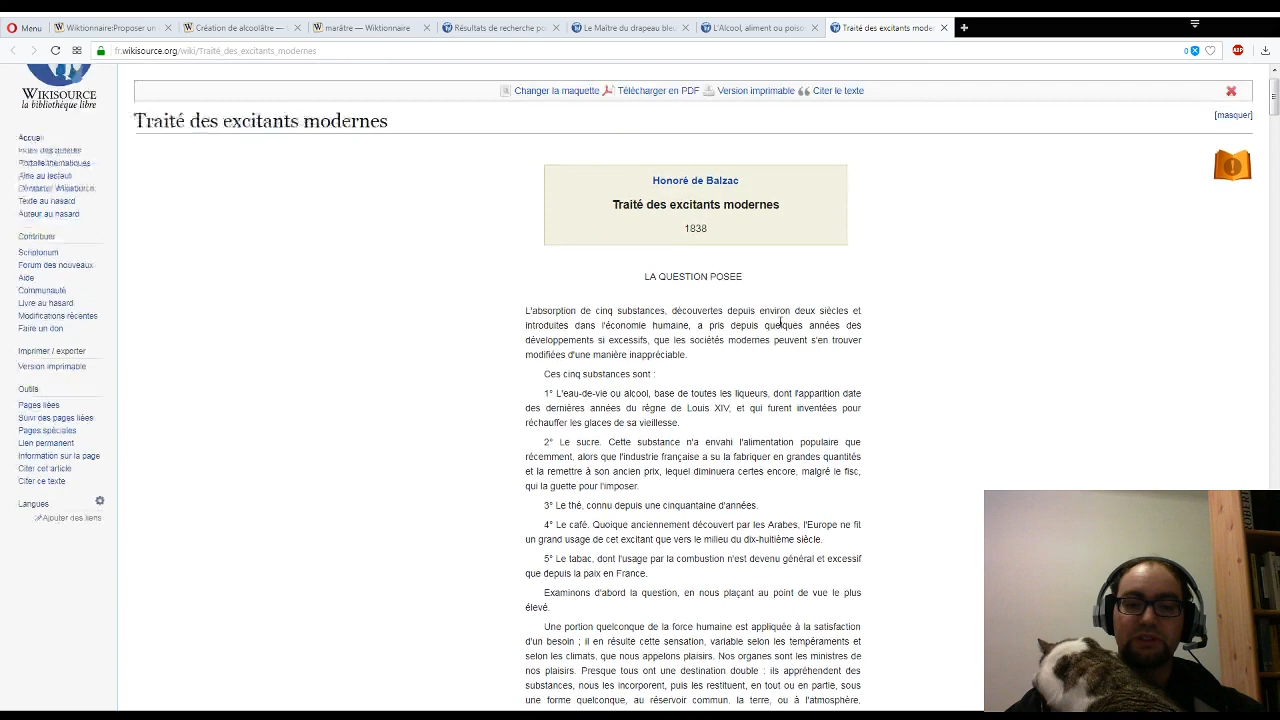 Menu
Wiktionnaire:Proposer un
Création de alcoolâtre —
marâtre — Wiktionnaire
Résultats de recherche po
Le Maître du drapeau bleu
L'Alcool, aliment ou poiso
Traité des excitants moder
fr.wikisource.org/wiki/Traité_des_excitants_modernes
0
ABP
WIKISOURCE
la bibliothèque libre
Changer la maquette
Télécharger en PDF
Version imprimable
Citer le texte
Traité des excitants modernes
[masquer]
Accueil
Index des auteurs
Portails thématiques
Aide au lecteur
Contacter Wikisource
Texte au hasard
Auteur au hasard
Contribuer
Scriptorium
Forum des nouveaux
Aide
Communauté
Livre au hasard
Modifications récentes
Faire un don
Imprimer / exporter
Version imprimable
Outils
Pages liées
Suivi des pages liées
Pages spéciales
Lien permanent
Information sur la page
Citer cet article
Citer ce texte
Langues
Ajouter des liens
Honoré de Balzac
Traité des excitants modernes
1838
LA QUESTION POSEE
L'absorption de cinq substances, découvertes depuis environ deux siècles et
introduites dans l'économie humaine, a pris depuis quelques années des
développements si excessifs, que les sociétés modernes peuvent s'en trouver
modifiées d'une manière inappréciable.
Ces cinq substances sont :
1° L'eau-de-vie ou alcool, base de toutes les liqueurs, dont l'apparition date
des dernières années du règne de Louis XIV, et qui furent inventées pour
réchauffer les glaces de sa vieillesse.
2° Le sucre. Cette substance n'a envahi l'alimentation populaire que
récemment, alors que l'industrie française a su la fabriquer en grandes quantités
et la remettre à son ancien prix, lequel diminuera certes encore, malgré le fisc,
qui la guette pour l'imposer.
3° Le thé, connu depuis une cinquantaine d'années.
4° Le café. Quoique anciennement découvert par les Arabes, l'Europe ne fit
un grand usage de cet excitant que vers le milieu du dix-huitième siècle.
5° Le tabac, dont l'usage par la combustion n'est devenu général et excessif
que depuis la paix en France.
Examinons d'abord la question, en nous plaçant au point de vue le plus
élevé.
Une portion quelconque de la force humaine est appliquée à la satisfaction
d'un besoin ; il en résulte cette sensation, variable selon les tempéraments et
selon les climats, que nous appelons plaisirs. Nos organes sont les ministres de
nos plaisirs. Presque tous ont une destination double : ils appréhendent des
substances, nous les incorporent, puis les restituent, en tout ou en partie, sous
une forme quelconque, au réservoir commun, la terre, ou à l'atmosphère,